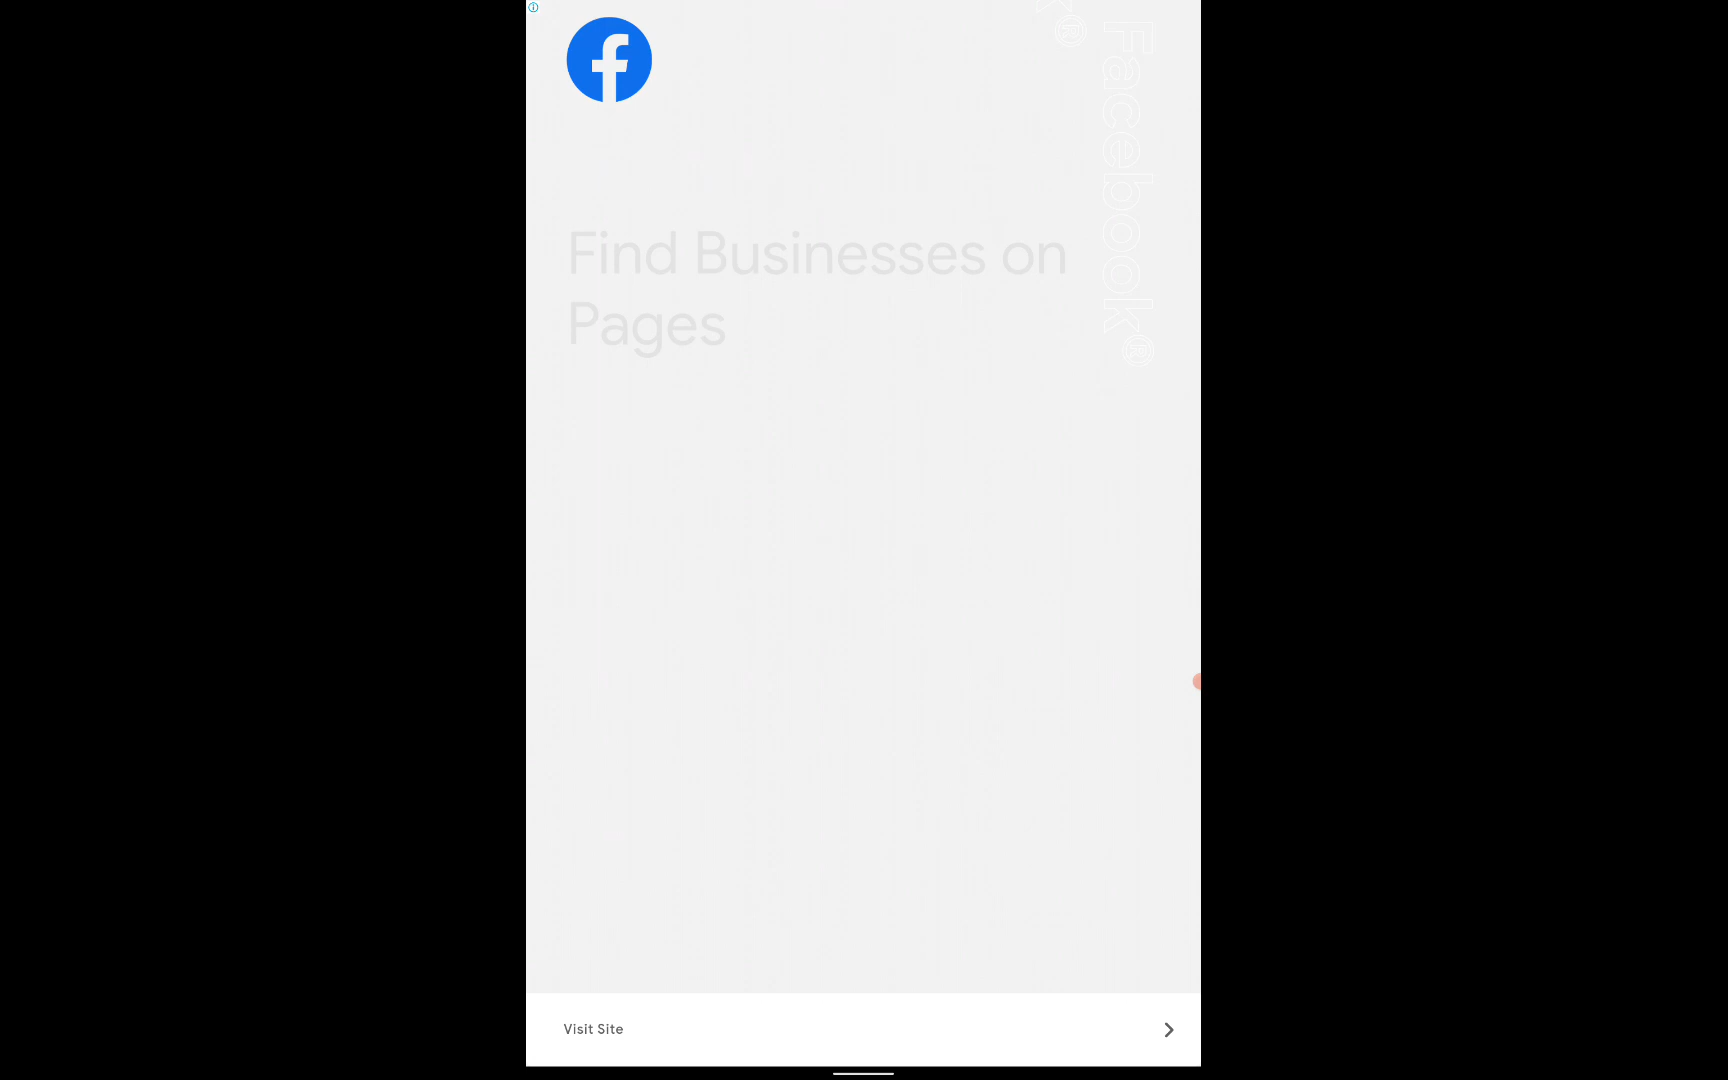 Facebook®
k®
Find Businesses on
Pages
Visit Site